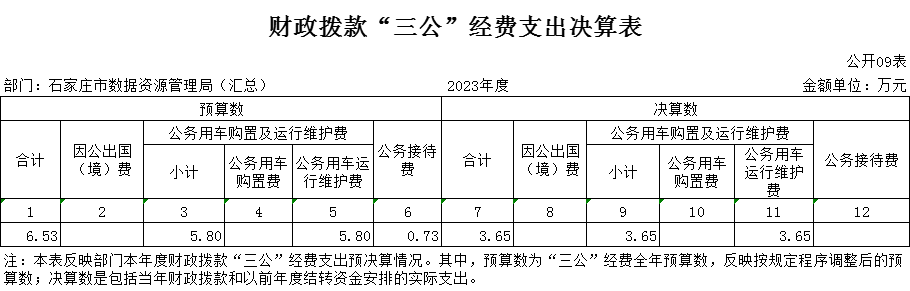 财政拨款“三公”经费支出决算表
公开09表
部门：石家庄市数据资源管理局（汇总） 2023年度 金额单位：万元
预算数 决算数
合计 因公出国（境）费 公务用车购置及运行维护费 公务接待费 合计 因公出国（境）费 公务用车购置及运行维护费 公务接待费
小计 公务用车购置费 公务用车运行维护费 小计 公务用车购置费 公务用车运行维护费
1 2 3 4 5 6 7 8 9 10 11 12
6.53 5.80 5.80 0.73 3.65 3.65 3.65
注：本表反映部门本年度财政拨款“三公”经费支出预决算情况。其中，预算数为“三公”经费全年预算数，反映按规定程序调整后的预
算数；决算数是包括当年财政拨款和以前年度结转资金安排的实际支出。